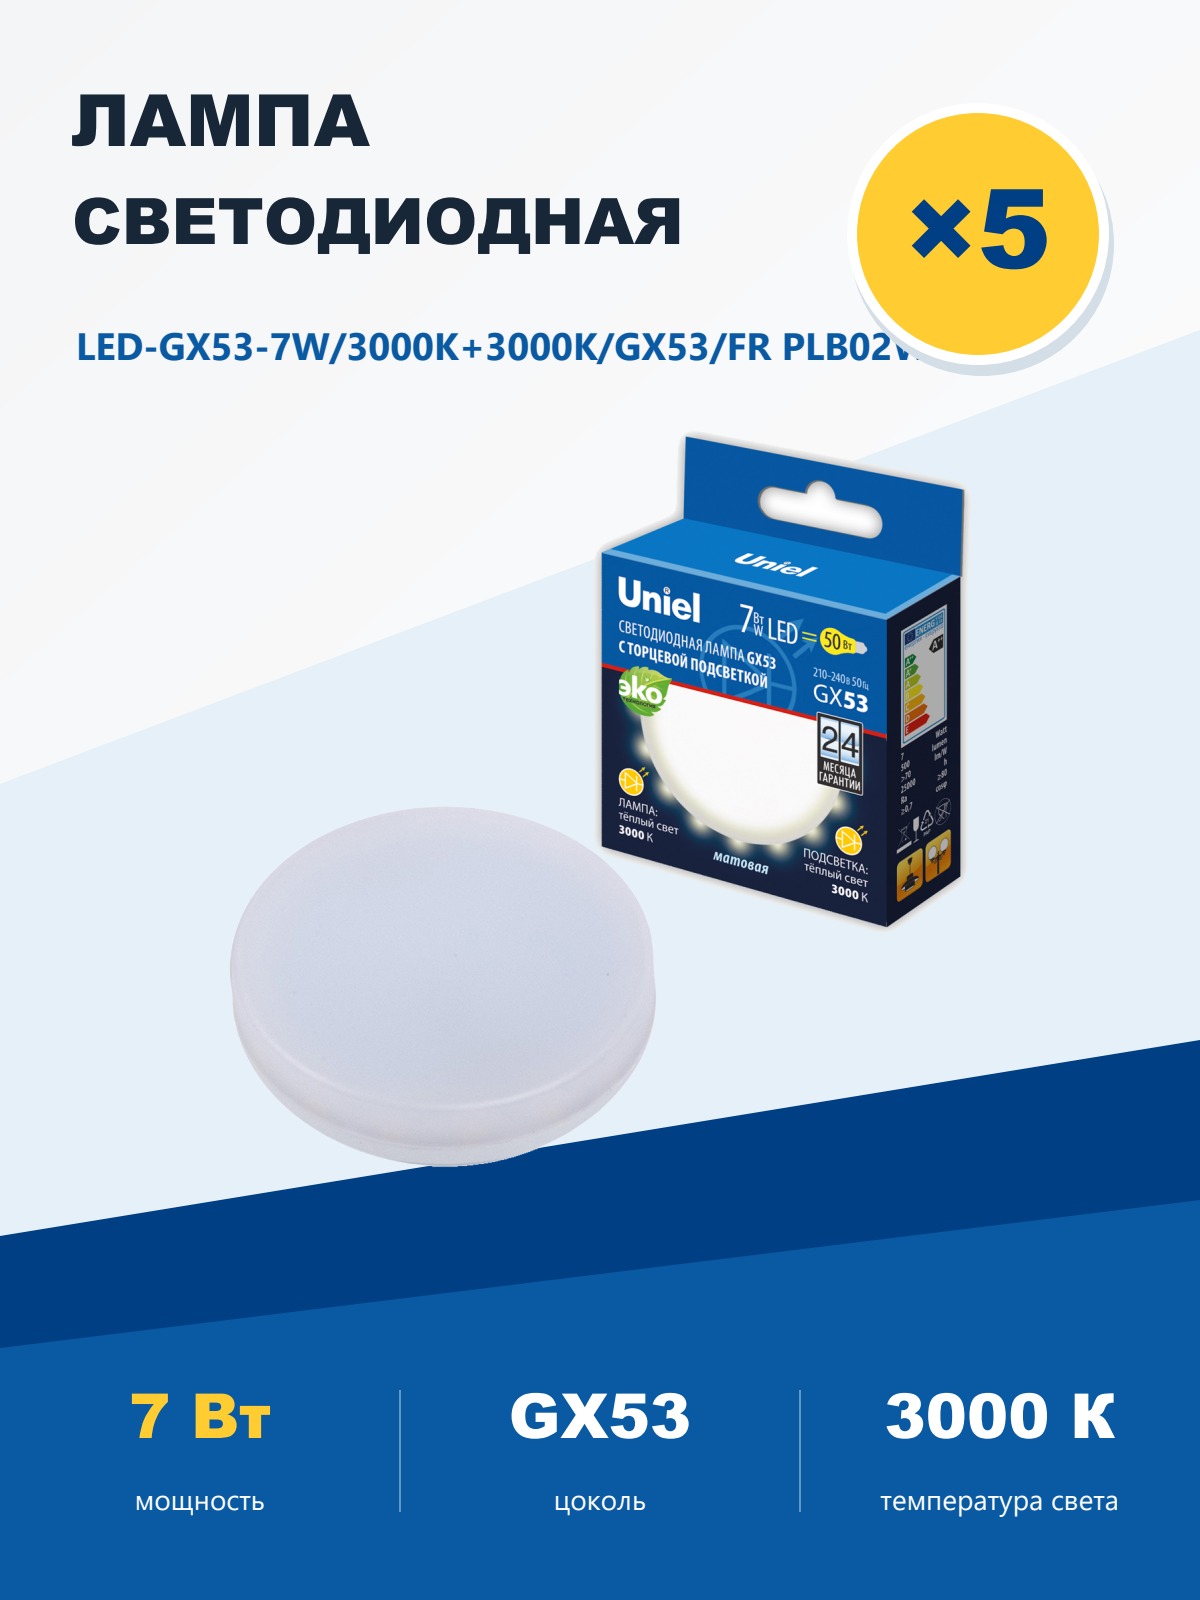 ЛАМПА
СВЕТОДИОДНАЯ
×5
LED-GX53-7W/3000K+3000K/GX53/FR
Uniel
Uniel®
7 Вт W LED = 50 Вт
СВЕТОДИОДНАЯ ЛАМПА GX53
С ТОРЦЕВОЙ ПОДСВЕТКОЙ
210-240В 50Гц
GX53
эко
24
МЕСЯЦА
ГАРАНТИИ
ЛАМПА:
тёплый свет
3000 К
матовая
ПОДСВЕТКА:
тёплый свет
3000 К
7 Вт
мощность
GX53
цоколь
3000 К
температура света